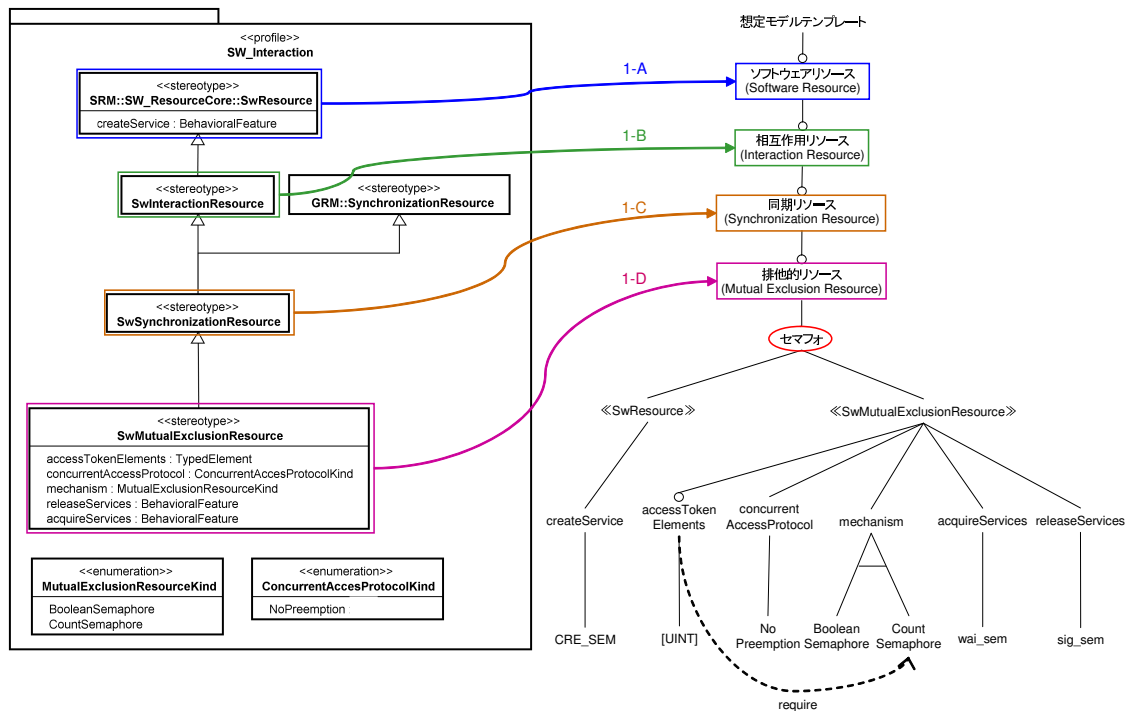 <<profile>>
SW_Interaction
<<stereotype>>
SRM::SW_ResourceCore::SwResource
createService : BehavioralFeature
<<stereotype>>
SwInteractionResource
<<stereotype>>
GRM::SynchronizationResource
<<stereotype>>
SwSynchronizationResource
<<stereotype>>
SwMutualExclusionResource
accessTokenElements : TypedElement
concurrentAccessProtocol : ConcurrentAccesProtocolKind
mechanism : MutualExclusionResourceKind
releaseServices : BehavioralFeature
acquireServices : BehavioralFeature
<<enumeration>>
MutualExclusionResourceKind
BooleanSemaphore
CountSemaphore
<<enumeration>>
ConcurrentAccesProtocolKind
NoPreemption
1-A
1-B
1-C
1-D
想定モデルテンプレート
ソフトウェアリソース
(Software Resource)
相互作用リソース
(Interaction Resource)
同期リソース
(Synchronization Resource)
排他的リソース
(Mutual Exclusion Resource)
セマフォ
≪SwResource≫
≪SwMutualExclusionResource≫
createService
accessToken
Elements
concurrent
AccessProtocol
mechanism
acquireServices
releaseServices
CRE_SEM
[UINT]
No
Preemption
Boolean
Semaphore
Count
Semaphore
wai_sem
sig_sem
require